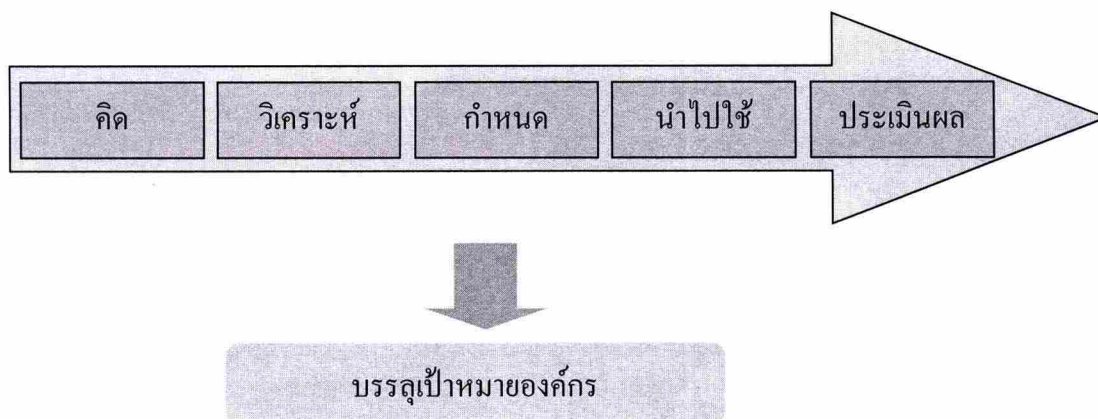 คิด
วิเคราะห์
กำหนด
นำไปใช้
ประเมินผล
บรรลุเป้าหมายองค์กร